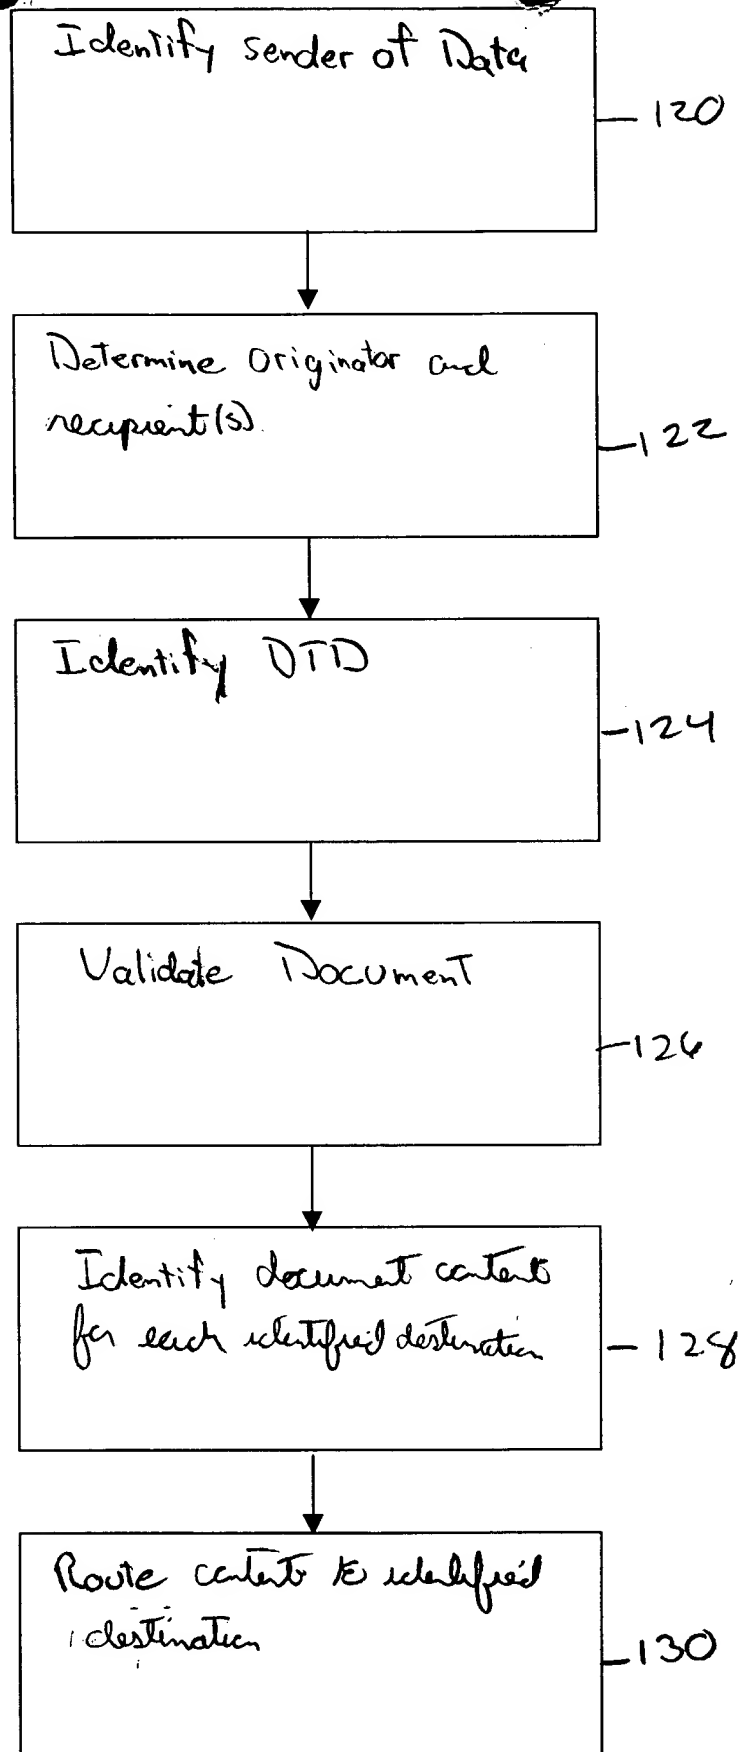 Identify sender of Data
120
Determine originator and
recipient(s)
122
Identify DTD
124
Validate Document
126
Identify document contents
for each identified destination
128
Route contents to identified
destination
130